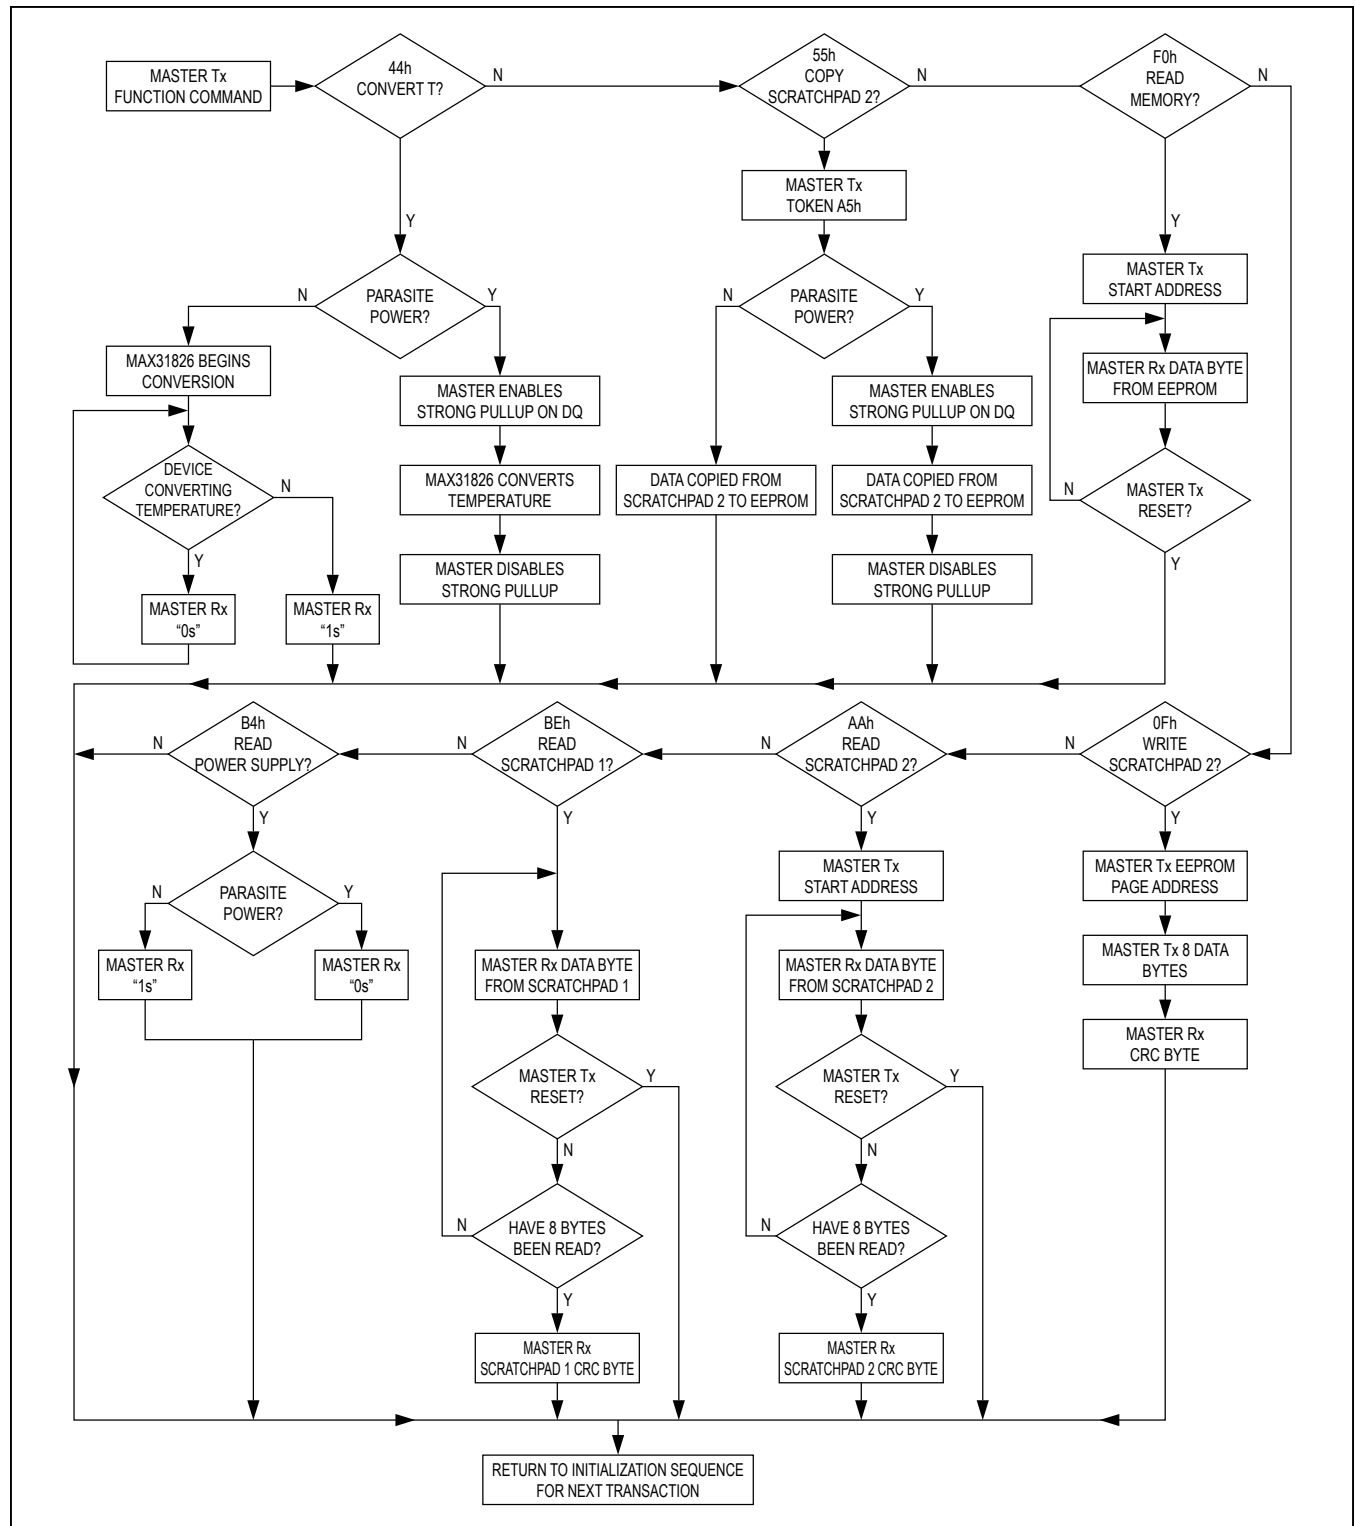 MASTER Tx
FUNCTION COMMAND
44h
CONVERT T?
N
Y
55h
COPY
SCRATCHPAD 2?
N
F0h
READ
MEMORY?
N
Y
MASTER Tx
TOKEN A5h
PARASITE
POWER?
N
Y
PARASITE
POWER?
N
Y
MASTER Tx
START ADDRESS
MAX31826 BEGINS
CONVERSION
MASTER ENABLES
STRONG PULLUP ON DQ
MASTER ENABLES
STRONG PULLUP ON DQ
MASTER Rx DATA BYTE
FROM EEPROM
DEVICE
CONVERTING
TEMPERATURE?
N
Y
MAX31826 CONVERTS
TEMPERATURE
DATA COPIED FROM
SCRATCHPAD 2 TO EEPROM
DATA COPIED FROM
SCRATCHPAD 2 TO EEPROM
MASTER Tx
RESET?
N
Y
MASTER Rx
“0s”
MASTER Rx
“1s”
MASTER DISABLES
STRONG PULLUP
MASTER DISABLES
STRONG PULLUP
B4h
READ
POWER SUPPLY?
N
Y
BEh
READ
SCRATCHPAD 1?
N
Y
AAh
READ
SCRATCHPAD 2?
N
Y
0Fh
WRITE
SCRATCHPAD 2?
N
Y
PARASITE
POWER?
N
Y
MASTER Tx
START ADDRESS
MASTER Tx EEPROM
PAGE ADDRESS
MASTER Rx
“1s”
MASTER Rx
“0s”
MASTER Rx DATA BYTE
FROM SCRATCHPAD 1
MASTER Rx DATA BYTE
FROM SCRATCHPAD 2
MASTER Tx 8 DATA
BYTES
MASTER Rx
CRC BYTE
MASTER Tx
RESET?
Y
N
MASTER Tx
RESET?
Y
N
HAVE 8 BYTES
BEEN READ?
N
Y
HAVE 8 BYTES
BEEN READ?
N
Y
MASTER Rx
SCRATCHPAD 1 CRC BYTE
MASTER Rx
SCRATCHPAD 2 CRC BYTE
RETURN TO INITIALIZATION SEQUENCE
FOR NEXT TRANSACTION